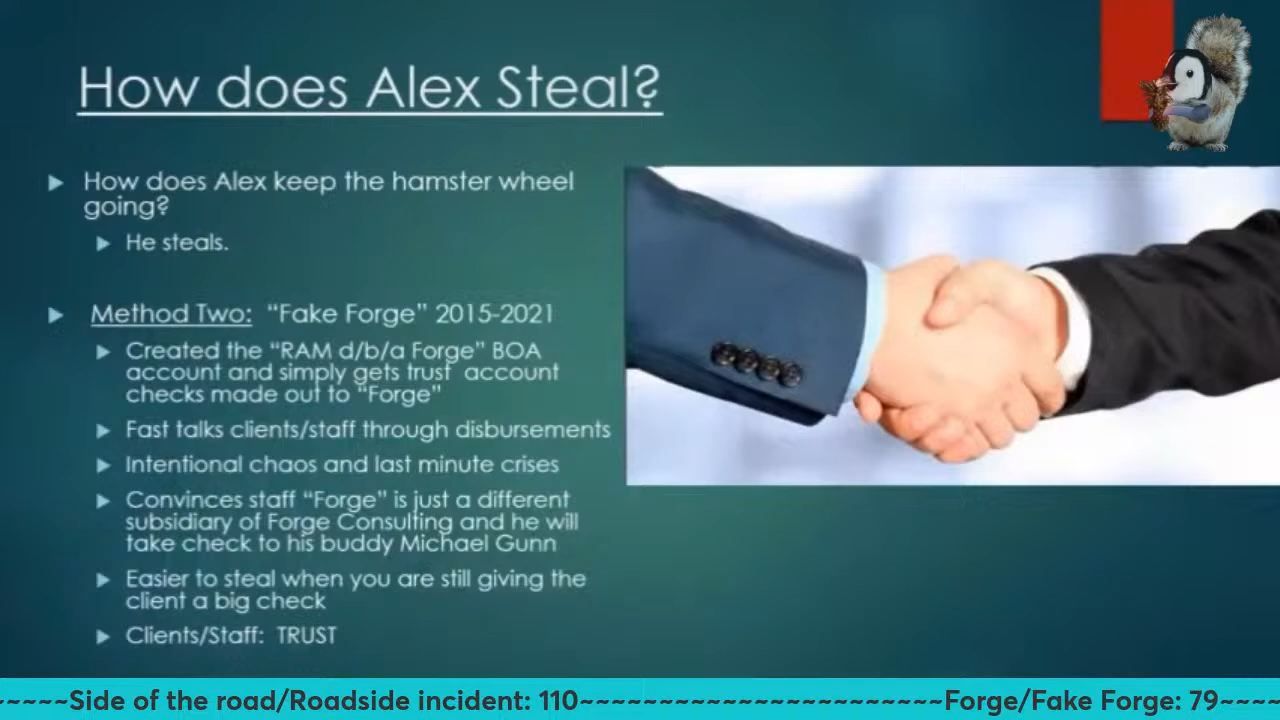 How does Alex Steal?
How does Alex keep the hamster wheel
going?
He steals.
Method Two: “Fake Forge” 2015-2021
Created the “RAM d/b/a Forge” BOA
account and simply gets trust account
checks made out to “Forge”
Fast talks clients/staff through disbursements
Intentional chaos and last minute crises
Convinces staff “Forge” is just a different
subsidiary of Forge Consulting and he will
take check to his buddy Michael Gunn
Easier to steal when you are still giving the
client a big check
Clients/Staff: TRUST
~~~~~Side of the road/Roadside incident: 110~~~~~~~~~~~~~~~~~~~~~~~Forge/Fake Forge: 79~~~~